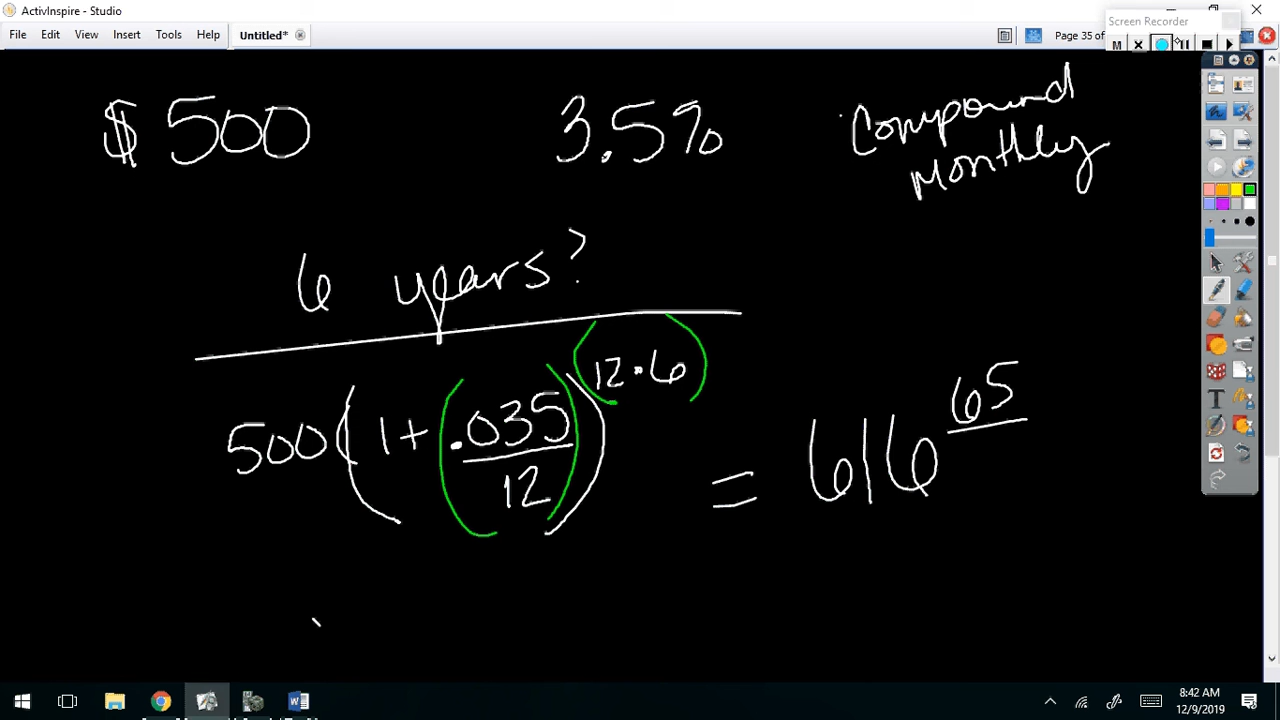 ActivInspire - Studio
Screen Recorder
File Edit View Insert Tools Help Untitled* Page 35 of
M
$ 500 3.5% Compound
Monthly
6 years?
500(1+(.035/12))^(12·6) = 616 65
T
8:42 AM
12/9/2019